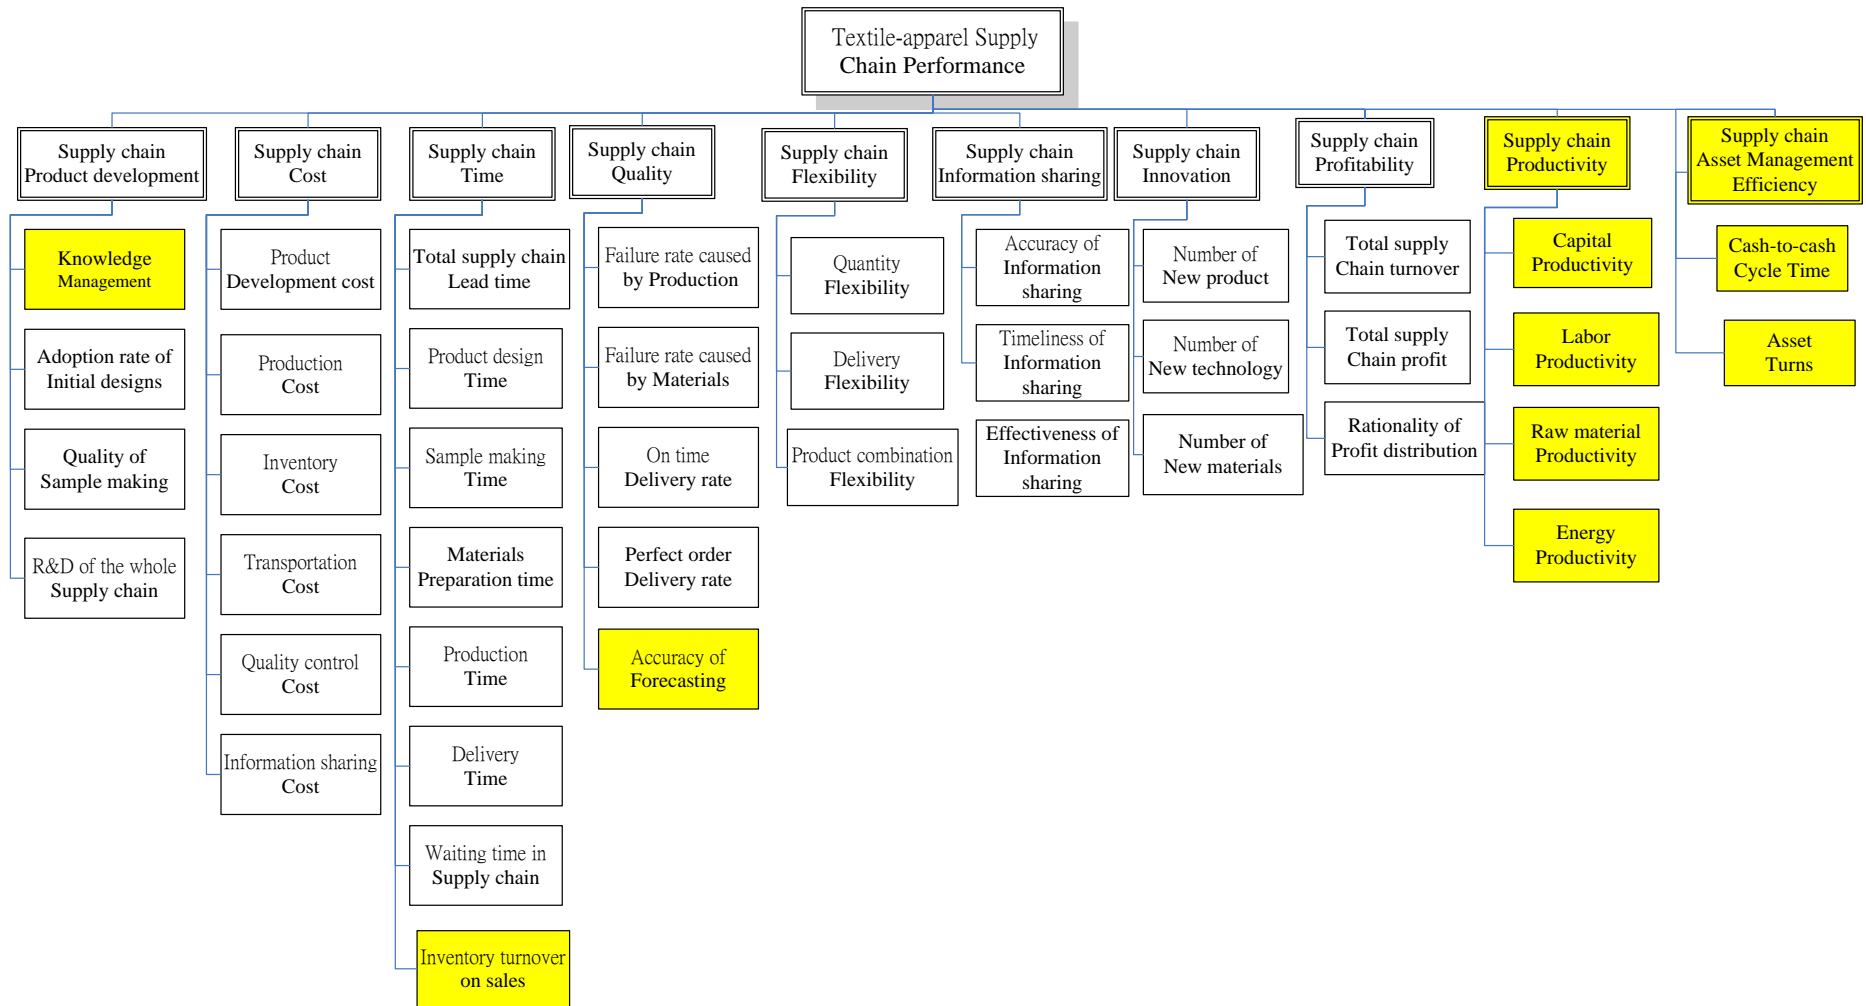 Textile-apparel Supply
Chain Performance
Supply chain
Product development
Supply chain
Cost
Supply chain
Time
Supply chain
Quality
Supply chain
Flexibility
Supply chain
Information sharing
Supply chain
Innovation
Supply chain
Profitability
Supply chain
Productivity
Supply chain
Asset Management
Efficiency
Knowledge
Management
Adoption rate of
Initial designs
Quality of
Sample making
R&D of the whole
Supply chain
Product
Development cost
Production
Cost
Inventory
Cost
Transportation
Cost
Quality control
Cost
Information sharing
Cost
Total supply chain
Lead time
Product design
Time
Sample making
Time
Materials
Preparation time
Production
Time
Delivery
Time
Waiting time in
Supply chain
Inventory turnover
on sales
Failure rate caused
by Production
Failure rate caused
by Materials
On time
Delivery rate
Perfect order
Delivery rate
Accuracy of
Forecasting
Quantity
Flexibility
Delivery
Flexibility
Product combination
Flexibility
Accuracy of
Information
sharing
Timeliness of
Information
sharing
Effectiveness of
Information
sharing
Number of
New product
Number of
New technology
Number of
New materials
Total supply
Chain turnover
Total supply
Chain profit
Rationality of
Profit distribution
Capital
Productivity
Labor
Productivity
Raw material
Productivity
Energy
Productivity
Cash-to-cash
Cycle Time
Asset
Turns